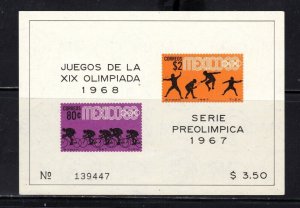 JUEGOS DE LA
XIX OLIMPIADA
1968
CORREOS
$2
MEXICO
CORREOS
80¢
MEXICO
SERIE
PREOLIMPICA
1967
Nº 139447
$ 3.50